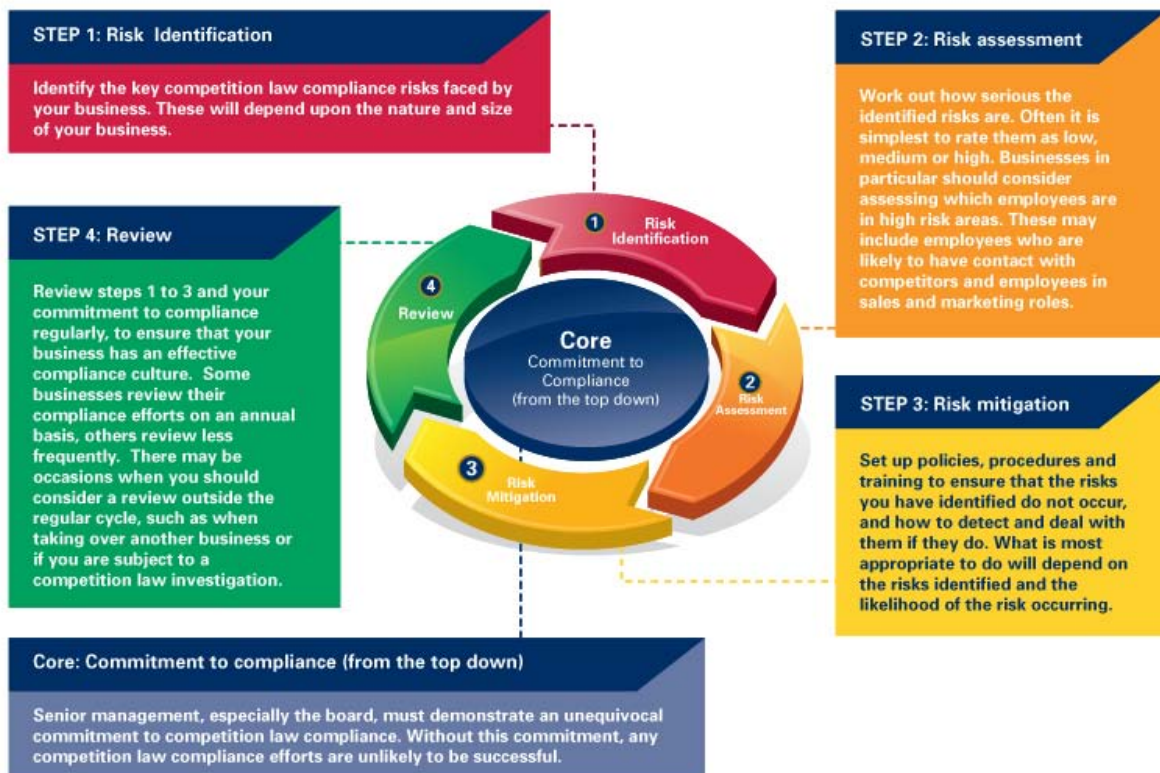 STEP 1: Risk Identification
Identify the key competition law compliance risks faced by
your business. These will depend upon the nature and size
of your business.
STEP 2: Risk assessment
Work out how serious the
identified risks are. Often it is
simplest to rate them as low,
medium or high. Businesses in
particular should consider
assessing which employees are
in high risk areas. These may
include employees who are
likely to have contact with
competitors and employees in
sales and marketing roles.
STEP 3: Risk mitigation
Set up policies, procedures and
training to ensure that the risks
you have identified do not occur,
and how to detect and deal with
them if they do. What is most
appropriate to do will depend on
the risks identified and the
likelihood of the risk occurring.
STEP 4: Review
Review steps 1 to 3 and your
commitment to compliance
regularly, to ensure that your
business has an effective
compliance culture. Some
businesses review their
compliance efforts on an annual
basis, others review less
frequently. There may be
occasions when you should
consider a review outside the
regular cycle, such as when
taking over another business or
if you are subject to a
competition law investigation.
1
Risk
Identification
2
Risk
Assessment
3
Risk
Mitigation
4
Review
Core
Commitment to
Compliance
(from the top down)
Core: Commitment to compliance (from the top down)
Senior management, especially the board, must demonstrate an unequivocal
commitment to competition law compliance. Without this commitment, any
competition law compliance efforts are unlikely to be successful.